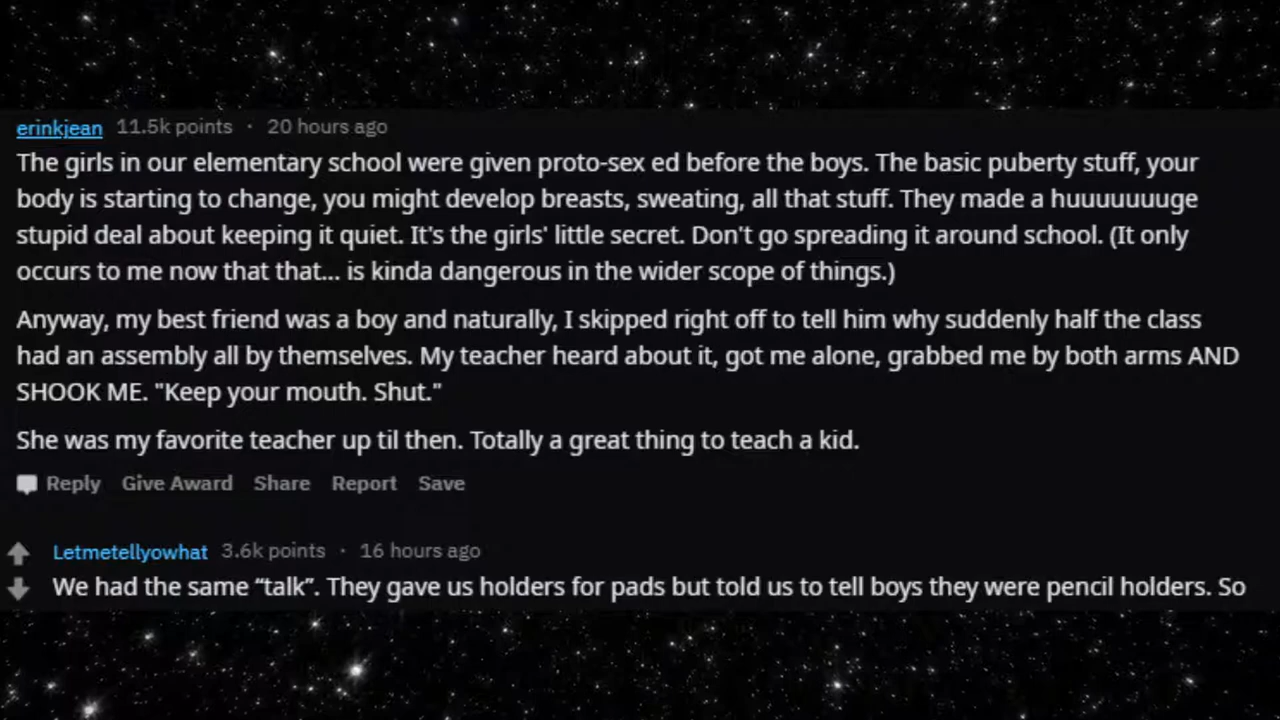 erinkjean 11.5k points · 20 hours ago
The girls in our elementary school were given proto-sex ed before the boys. The basic puberty stuff, your
body is starting to change, you might develop breasts, sweating, all that stuff. They made a huuuuuuuge
stupid deal about keeping it quiet. It's the girls' little secret. Don't go spreading it around school. (It only
occurs to me now that that... is kinda dangerous in the wider scope of things.)
Anyway, my best friend was a boy and naturally, I skipped right off to tell him why suddenly half the class
had an assembly all by themselves. My teacher heard about it, got me alone, grabbed me by both arms AND
SHOOK ME. "Keep your mouth. Shut."
She was my favorite teacher up til then. Totally a great thing to teach a kid.
Reply Give Award Share Report Save
Letmetellyowhat 3.6k points · 16 hours ago
We had the same “talk”. They gave us holders for pads but told us to tell boys they were pencil holders. So